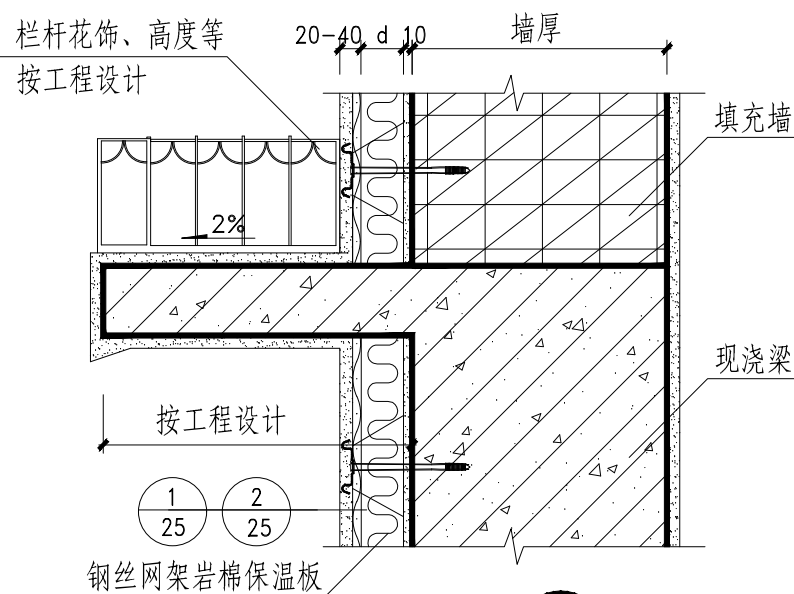 栏杆花饰、高度等
按工程设计
20-40 d 10
墙厚
填充墙
2%
现浇梁
按工程设计
1
25
2
25
钢丝网架岩棉保温板